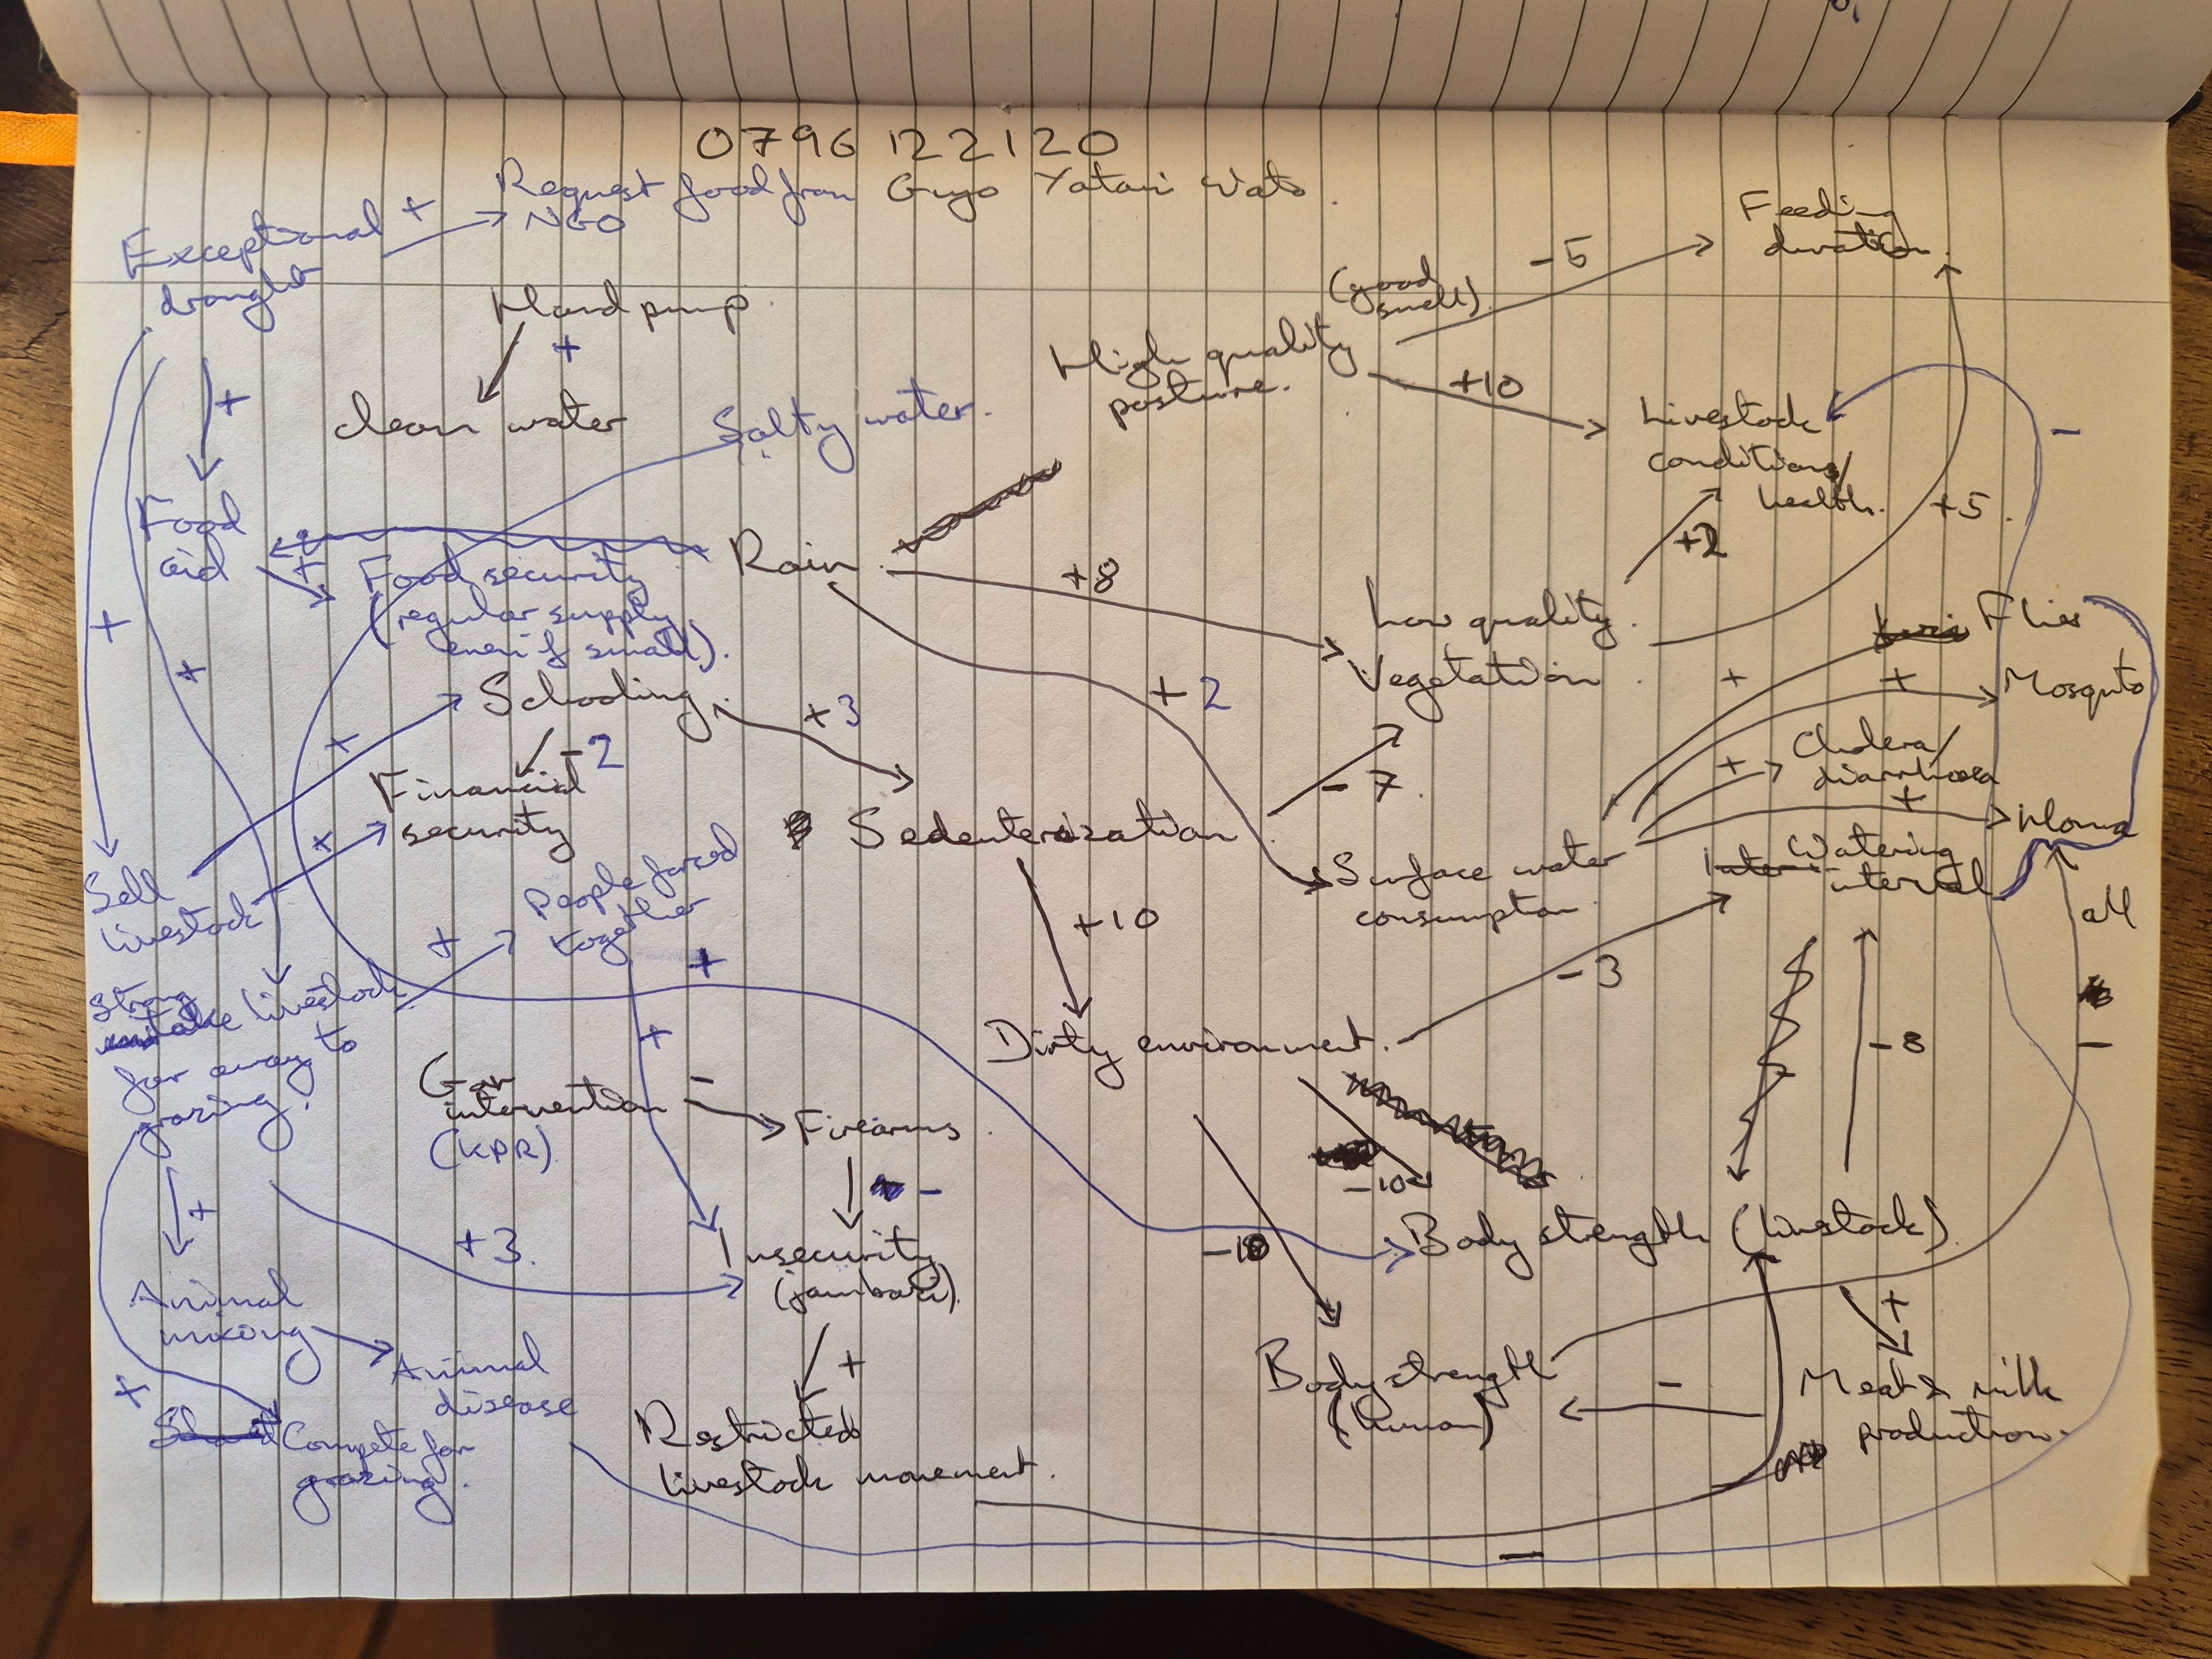 0796 122120
Request food from Guyo Yatani Wato.
NGO
+
Exceptional
drought
Hand pump.
+
clean water
Salty water.
(good
smell).
High quality
pasture.
-5
Feeding
duration.
+10
Livestock
condition/
health.
-
+
Food
aid
+
Food security
(regular supply
even if small).
Rain
+8
+2
+5
Low quality
Vegetation
Flies
Mosquito
+
+
Cholera/
diarrhoea
+
+
+
+
+
Schooling.
+3
+2
-2
Financial
security
+
+
Sedenterization
-7
Surface water
consumption
Watering
interval
Sell
livestock
People forced
together
+
+
+10
-3
all
-
-8
Strong
take livestock
far away to
grazing.
+
Dirty environment.
Gov
intervention
(KPR)
-
Firearms
-
-10
-10
+
+3.
Insecurity
(jambazi).
Body strength (livestock).
Animal
mixing
Animal
disease
+
Compete for
grazing.
+
Restricted
livestock movement.
Body strength
(human)
-
+
Meat & milk
production.
-